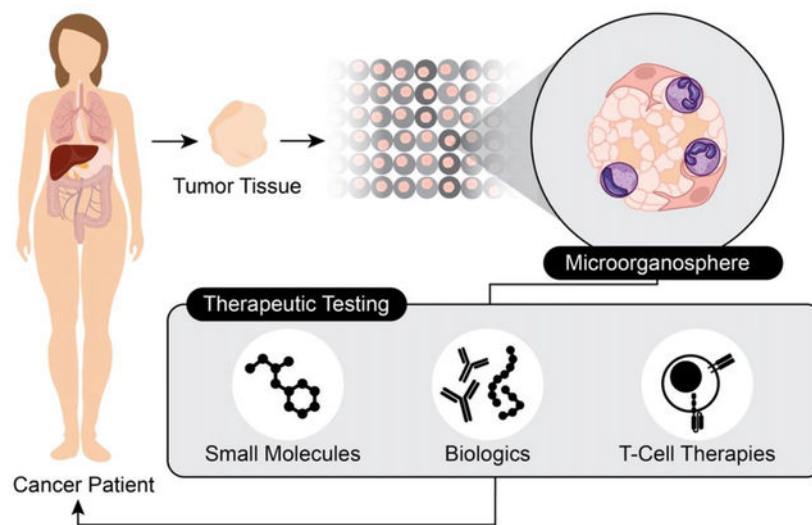 Tumor Tissue
Microorganosphere
Therapeutic Testing
Small Molecules
Biologics
T-Cell Therapies
Cancer Patient